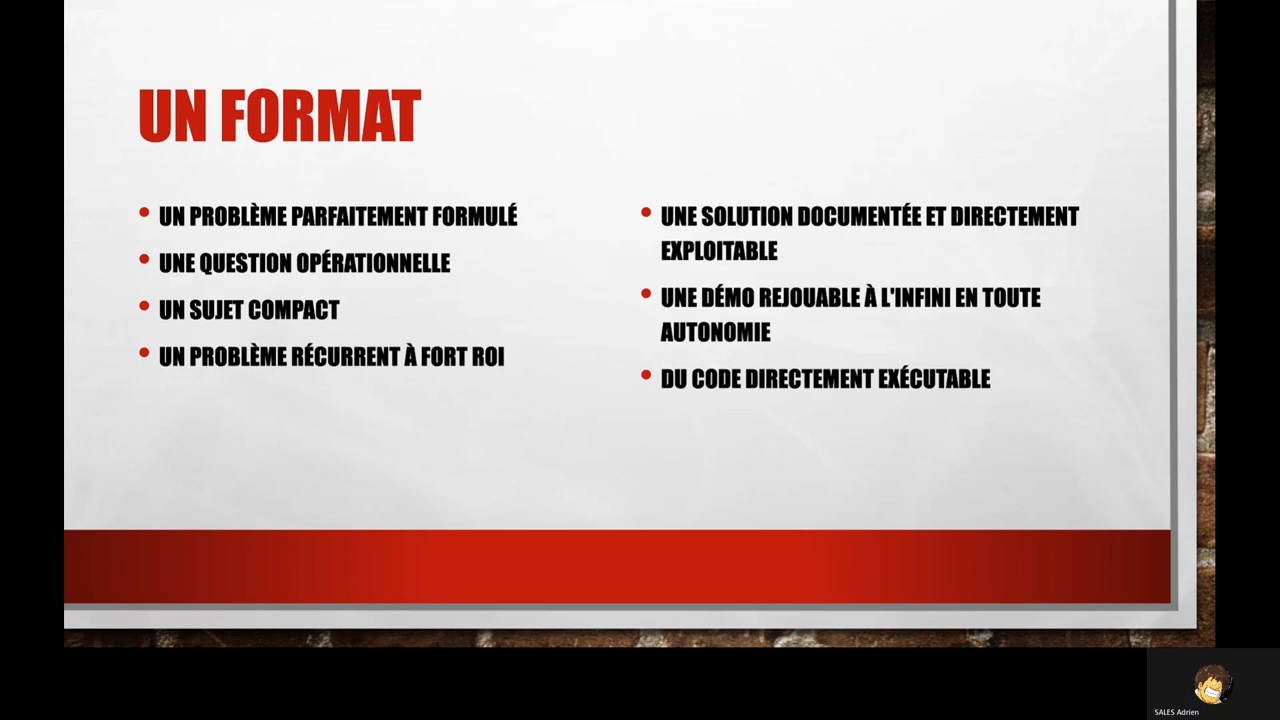 UN FORMAT
UN PROBLÈME PARFAITEMENT FORMULÉ
UNE QUESTION OPÉRATIONNELLE
UN SUJET COMPACT
UN PROBLÈME RÉCURRENT À FORT ROI
UNE SOLUTION DOCUMENTÉE ET DIRECTEMENT
EXPLOITABLE
UNE DÉMO REJOUABLE À L'INFINI EN TOUTE
AUTONOMIE
DU CODE DIRECTEMENT EXÉCUTABLE
SALES Adrien